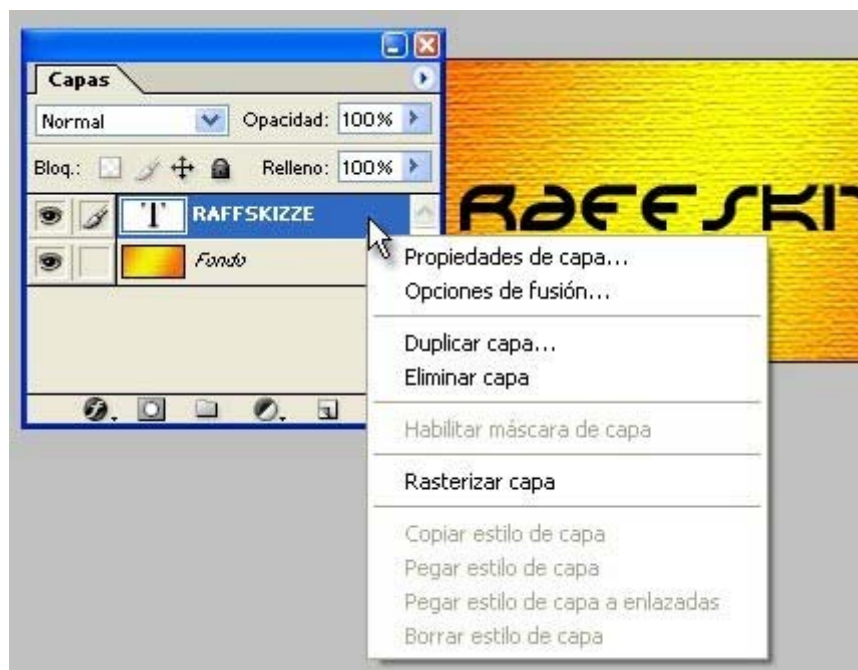 Capas
Normal Opacidad: 100%
Bloq.: Relleno: 100%
T RAFFSKIZZE
Fondo
RAFFSKI
Propiedades de capa...
Opciones de fusión...
Duplicar capa...
Eliminar capa
Habilitar máscara de capa
Rasterizar capa
Copiar estilo de capa
Pegar estilo de capa
Pegar estilo de capa a enlazadas
Borrar estilo de capa